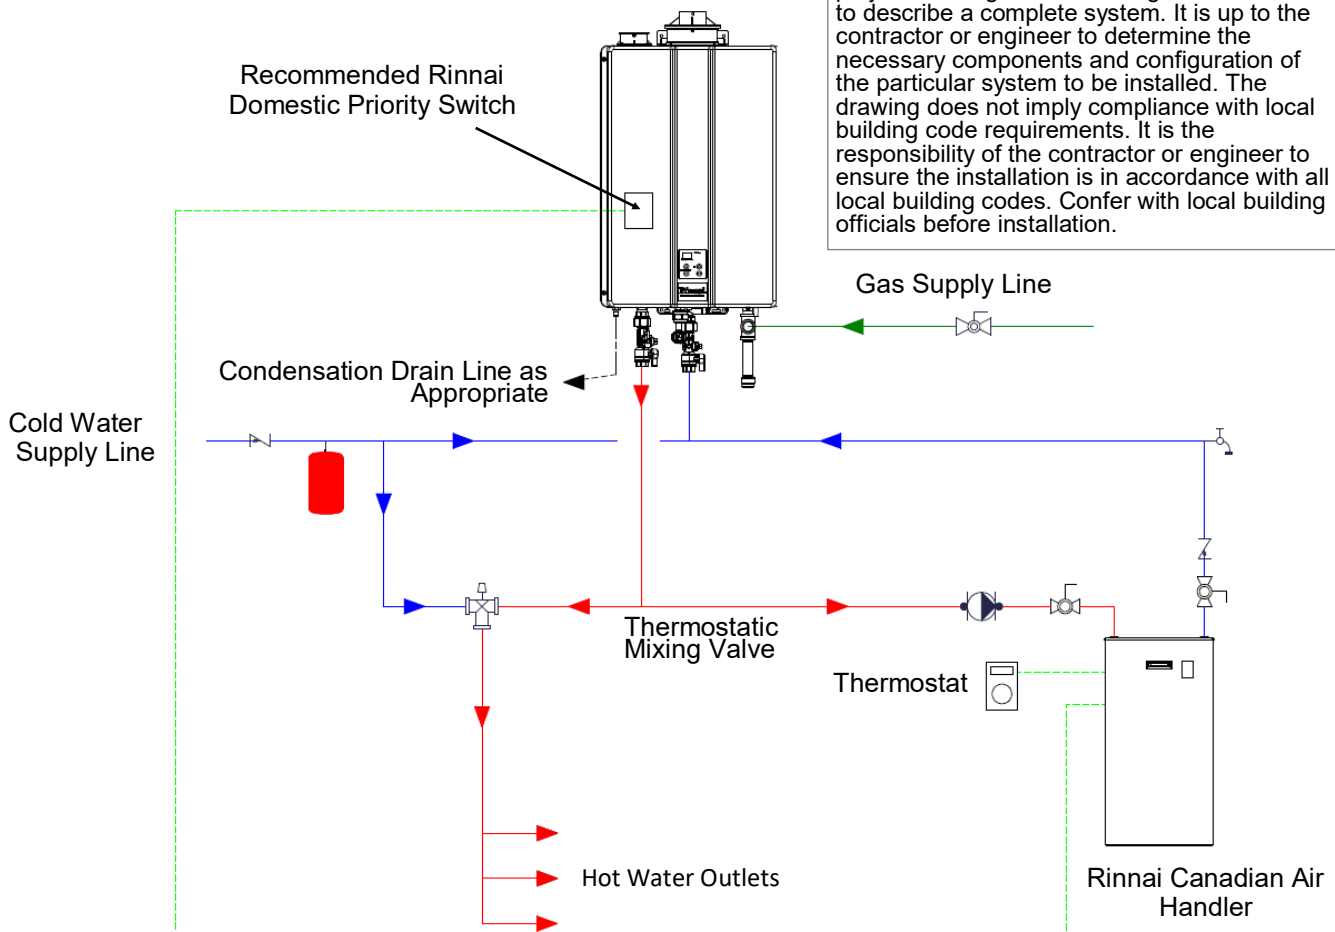 to describe a complete system. It is up to the
contractor or engineer to determine the
necessary components and configuration of
the particular system to be installed. The
drawing does not imply compliance with local
building code requirements. It is the
responsibility of the contractor or engineer to
ensure the installation is in accordance with all
local building codes. Confer with local building
officials before installation.
Recommended Rinnai
Domestic Priority Switch
Rinnai
Gas Supply Line
Condensation Drain Line as
Appropriate
Cold Water
Supply Line
Thermostatic
Mixing Valve
Thermostat
Hot Water Outlets
Rinnai Canadian Air
Handler